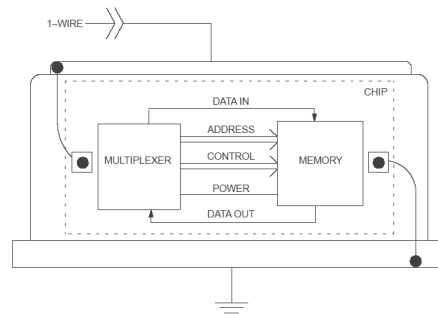 1–WIRE
CHIP
DATA IN
ADDRESS
MULTIPLEXER
CONTROL
MEMORY
POWER
DATA OUT